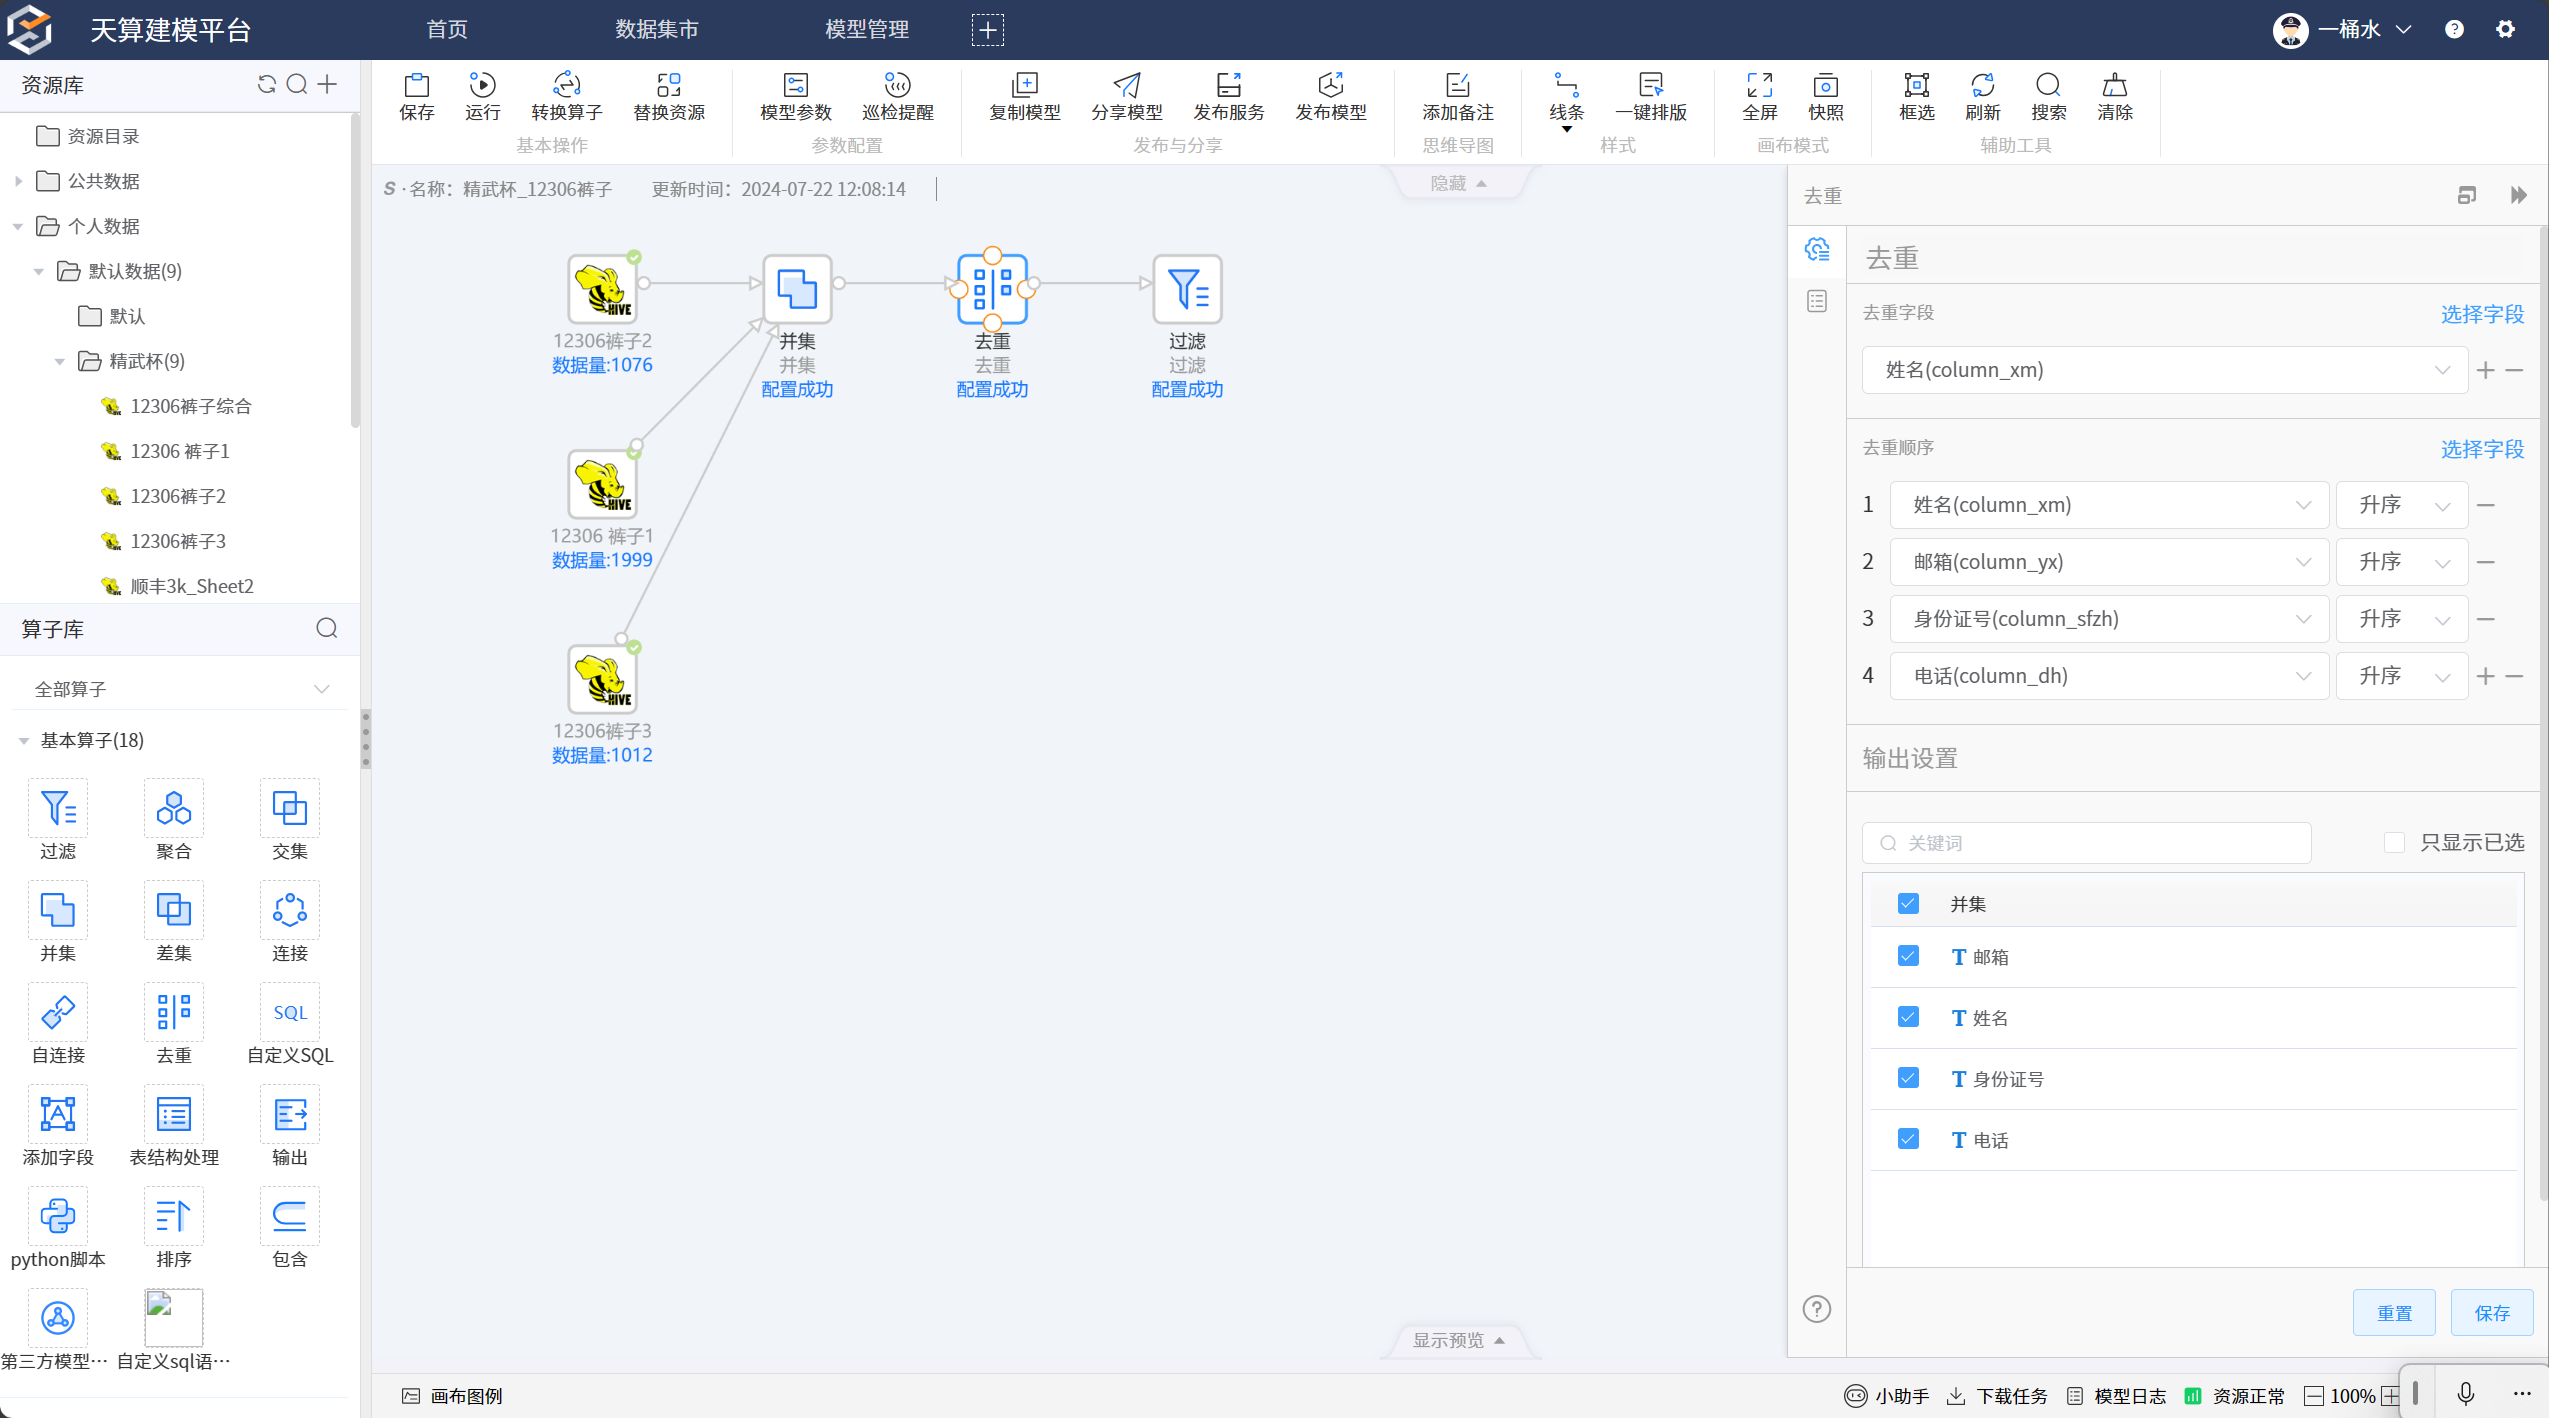 天算建模平台
首页
数据集市
模型管理
一桶水
资源库
资源目录
公共数据
个人数据
默认数据(9)
默认
精武杯(9)
12306裤子综合
12306 裤子1
12306裤子2
12306裤子3
顺丰3k_Sheet2
算子库
全部算子
基本算子(18)
过滤
聚合
交集
并集
差集
连接
自连接
去重
SQL
自定义SQL
添加字段
表结构处理
输出
python脚本
排序
包含
第三方模型…
自定义sql语…
保存
运行
转换算子
替换资源
基本操作
模型参数
巡检提醒
参数配置
复制模型
分享模型
发布服务
发布模型
发布与分享
添加备注
思维导图
线条
一键排版
样式
全屏
快照
画布模式
框选
刷新
搜索
清除
辅助工具
S · 名称：精武杯_12306裤子
更新时间：2024-07-22 12:08:14
隐藏
HIVE
12306裤子2
数据量:1076
并集
并集
配置成功
去重
去重
配置成功
过滤
过滤
配置成功
HIVE
12306 裤子1
数据量:1999
HIVE
12306裤子3
数据量:1012
显示预览
去重
去重
去重字段
选择字段
姓名(column_xm)
去重顺序
选择字段
1 姓名(column_xm) 升序
2 邮箱(column_yx) 升序
3 身份证号(column_sfzh) 升序
4 电话(column_dh) 升序
输出设置
关键词
只显示已选
并集
T 邮箱
T 姓名
T 身份证号
T 电话
重置
保存
画布图例
小助手
下载任务
模型日志
资源正常
100%